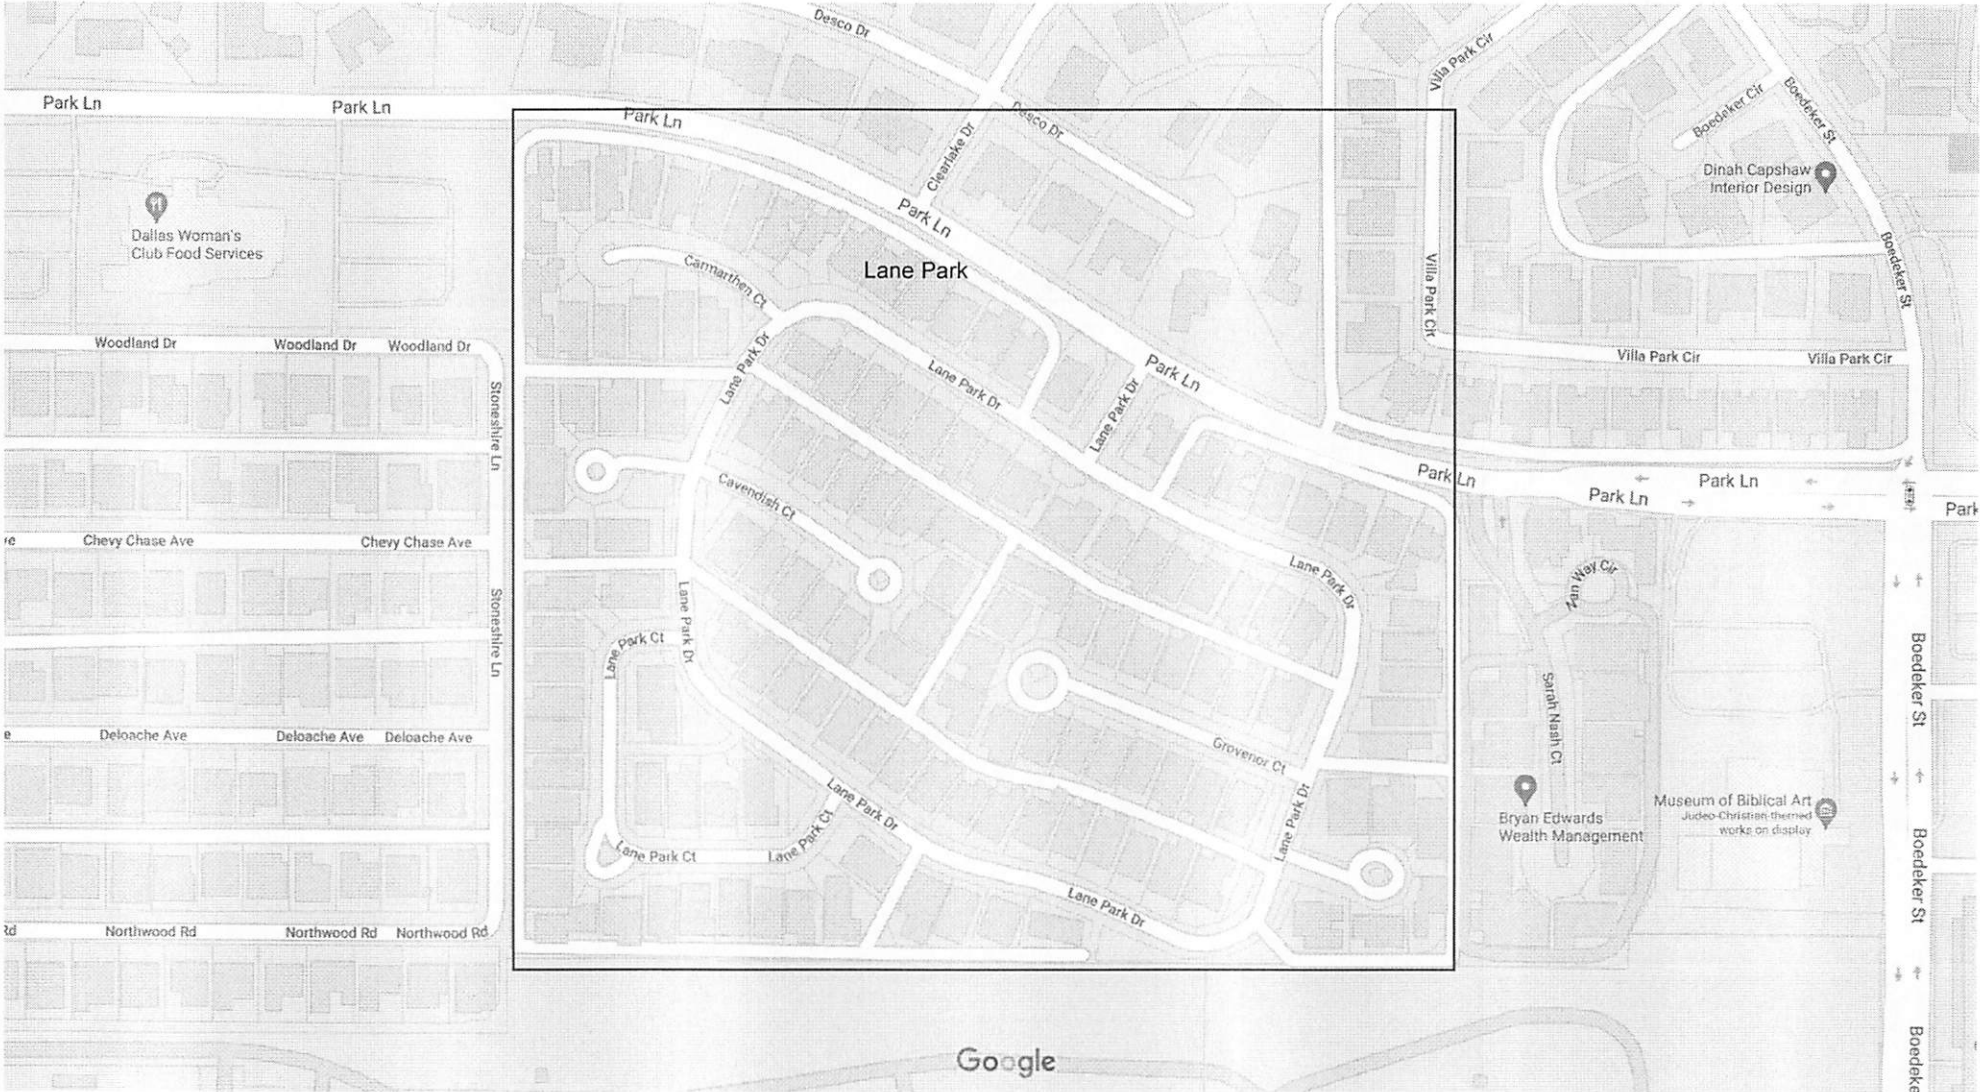 Desco Dr
Villa Park Cir
Boedeker Cir
Boedeker St
Park Ln
Park Ln
Park Ln
Desco Dr
Clearlake Dr
Dinah Capshaw
Interior Design
Dallas Woman's
Club Food Services
Park Ln
Boedeker St
Carmarthen Ct
Lane Park
Villa Park Cir
Woodland Dr
Woodland Dr
Woodland Dr
Lane Park Dr
Lane Park Dr
Park Ln
Villa Park Cir
Villa Park Cir
Stoneshire Ln
Lane Park Dr
Cavendish Ct
Park Ln
Park Ln
Park Ln
Park
ve
Chevy Chase Ave
Chevy Chase Ave
Lane Park Dr
Van Way Cir
Stoneshire Ln
Lane Park Dr
Lane Park Ct
Boedeker St
Sarah Nash Ct
e
Deloache Ave
Deloache Ave
Deloache Ave
Grovenor Ct
Lane Park Dr
Lane Park Dr
Bryan Edwards
Wealth Management
Museum of Biblical Art
Judeo-Christian themed
works on display
Lane Park Ct
Lane Park Ct
Boedeker St
Lane Park Dr
Rd
Northwood Rd
Northwood Rd
Northwood Rd
Google
Boedeke